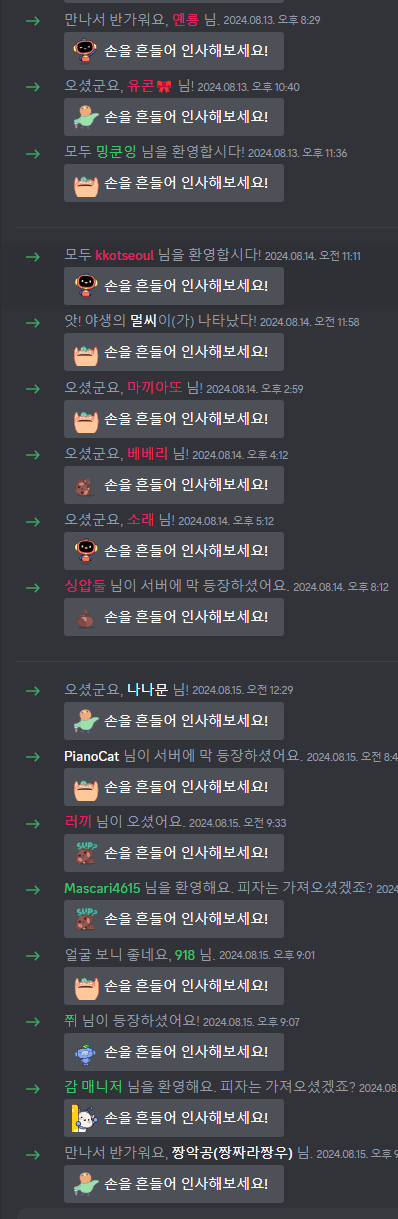 만나서 반가워요, 옌룡 님. 2024.08.13. 오후 8:29
손을 흔들어 인사해보세요!
오셨군요, 유콘🎀 님! 2024.08.13. 오후 10:40
손을 흔들어 인사해보세요!
모두 밍쿤잉 님을 환영합시다! 2024.08.13. 오후 11:36
손을 흔들어 인사해보세요!
모두 kkotseoul 님을 환영합시다! 2024.08.14. 오전 11:11
손을 흔들어 인사해보세요!
앗! 야생의 멀씨이(가) 나타났다! 2024.08.14. 오전 11:58
손을 흔들어 인사해보세요!
오셨군요, 마끼아또 님! 2024.08.14. 오후 2:59
손을 흔들어 인사해보세요!
오셨군요, 베베리 님! 2024.08.14. 오후 4:12
손을 흔들어 인사해보세요!
오셨군요, 소래 님! 2024.08.14. 오후 5:12
손을 흔들어 인사해보세요!
싱압둘 님이 서버에 막 등장하셨어요. 2024.08.14. 오후 8:12
손을 흔들어 인사해보세요!
오셨군요, 나나문 님! 2024.08.15. 오전 12:29
손을 흔들어 인사해보세요!
PianoCat 님이 서버에 막 등장하셨어요. 2024.08.15. 오전 8:4
손을 흔들어 인사해보세요!
러끼 님이 오셨어요. 2024.08.15. 오전 9:33
SUP?
손을 흔들어 인사해보세요!
Mascari4615 님을 환영해요. 피자는 가져오셨겠죠? 2024
SUP?
손을 흔들어 인사해보세요!
얼굴 보니 좋네요, 918 님. 2024.08.15. 오후 9:01
손을 흔들어 인사해보세요!
쮜 님이 등장하셨어요! 2024.08.15. 오후 9:07
손을 흔들어 인사해보세요!
감 매니저 님을 환영해요. 피자는 가져오셨겠죠? 2024.08.
손을 흔들어 인사해보세요!
만나서 반가워요, 짱악공(짱짜라짱우) 님. 2024.08.15. 오후 9
손을 흔들어 인사해보세요!